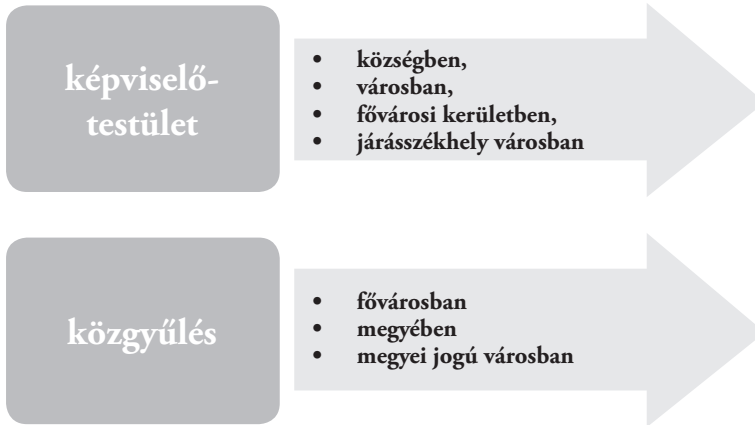 képviselő-
testület
• községben,
• városban,
• fővárosi kerületben,
• járásszékhely városban
közgyűlés
• fővárosban
• megyében
• megyei jogú városban